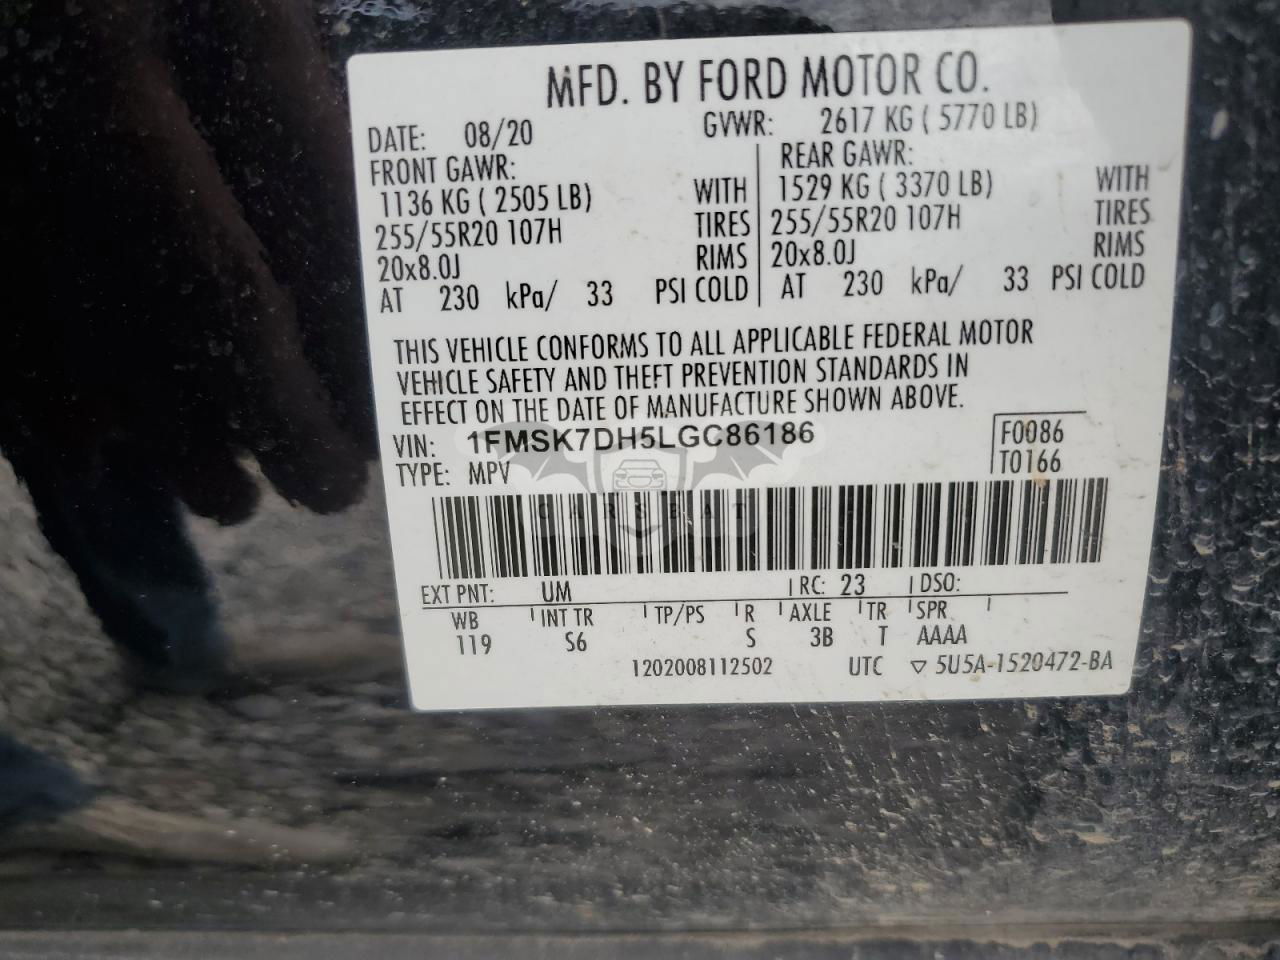 MFD. BY FORD MOTOR CO.
DATE: 08/20 GVWR: 2617 KG ( 5770 LB)
FRONT GAWR: REAR GAWR:
1136 KG ( 2505 LB) WITH 1529 KG ( 3370 LB) WITH
255/55R20 107H TIRES 255/55R20 107H TIRES
20x8.0J RIMS 20x8.0J RIMS
AT 230 kPa/ 33 PSI COLD AT 230 kPa/ 33 PSI COLD
THIS VEHICLE CONFORMS TO ALL APPLICABLE FEDERAL MOTOR
VEHICLE SAFETY AND THEFT PREVENTION STANDARDS IN
EFFECT ON THE DATE OF MANUFACTURE SHOWN ABOVE.
VIN: 1FMSK7DH5LGC86186 F0086
TYPE: MPV T0166
CARSBAT
EXT PNT: UM RC: 23 DSO:
WB INT TR TP/PS R AXLE TR SPR
119 S6 S 3B T AAAA
1202008112502 UTC ▽ 5U5A-1520472-BA